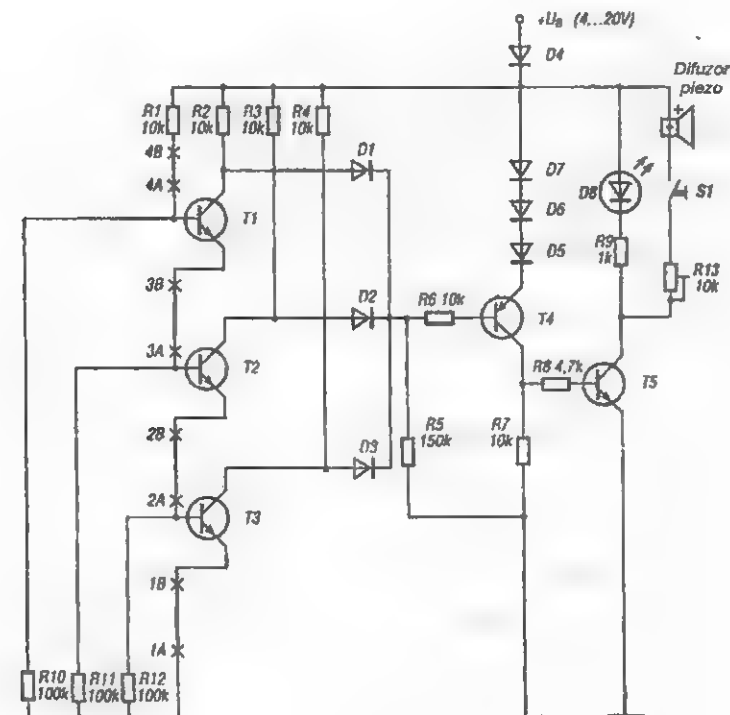 +UB (4...20V)
D4
Difuzor
piezo
R1
10k
R2
10k
R3
10k
R4
10k
4B
4A
D1
D7
D8
S1
T1
D6
R9
1k
R13
10k
3B
D5
D2
R6 10k
T4
3A
T2
R8 4,7k
T5
2B
R5
150k
R7
10k
D3
2A
T3
1B
1A
R10
100k
R11
100k
R12
100k